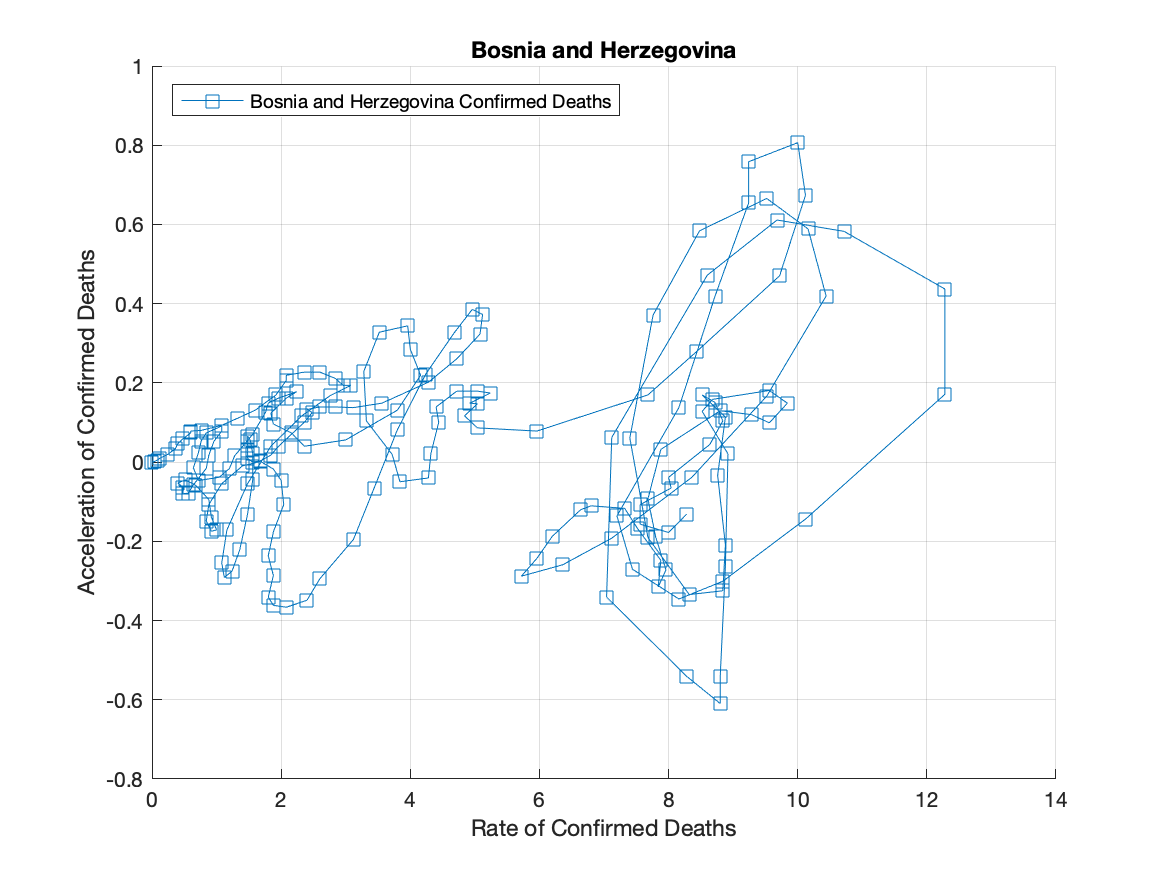 Bosnia and Herzegovina
Bosnia and Herzegovina Confirmed Deaths
1
0.8
0.6
0.4
0.2
0
-0.2
-0.4
-0.6
-0.8
Acceleration of Confirmed Deaths
0 2 4 6 8 10 12 14
Rate of Confirmed Deaths